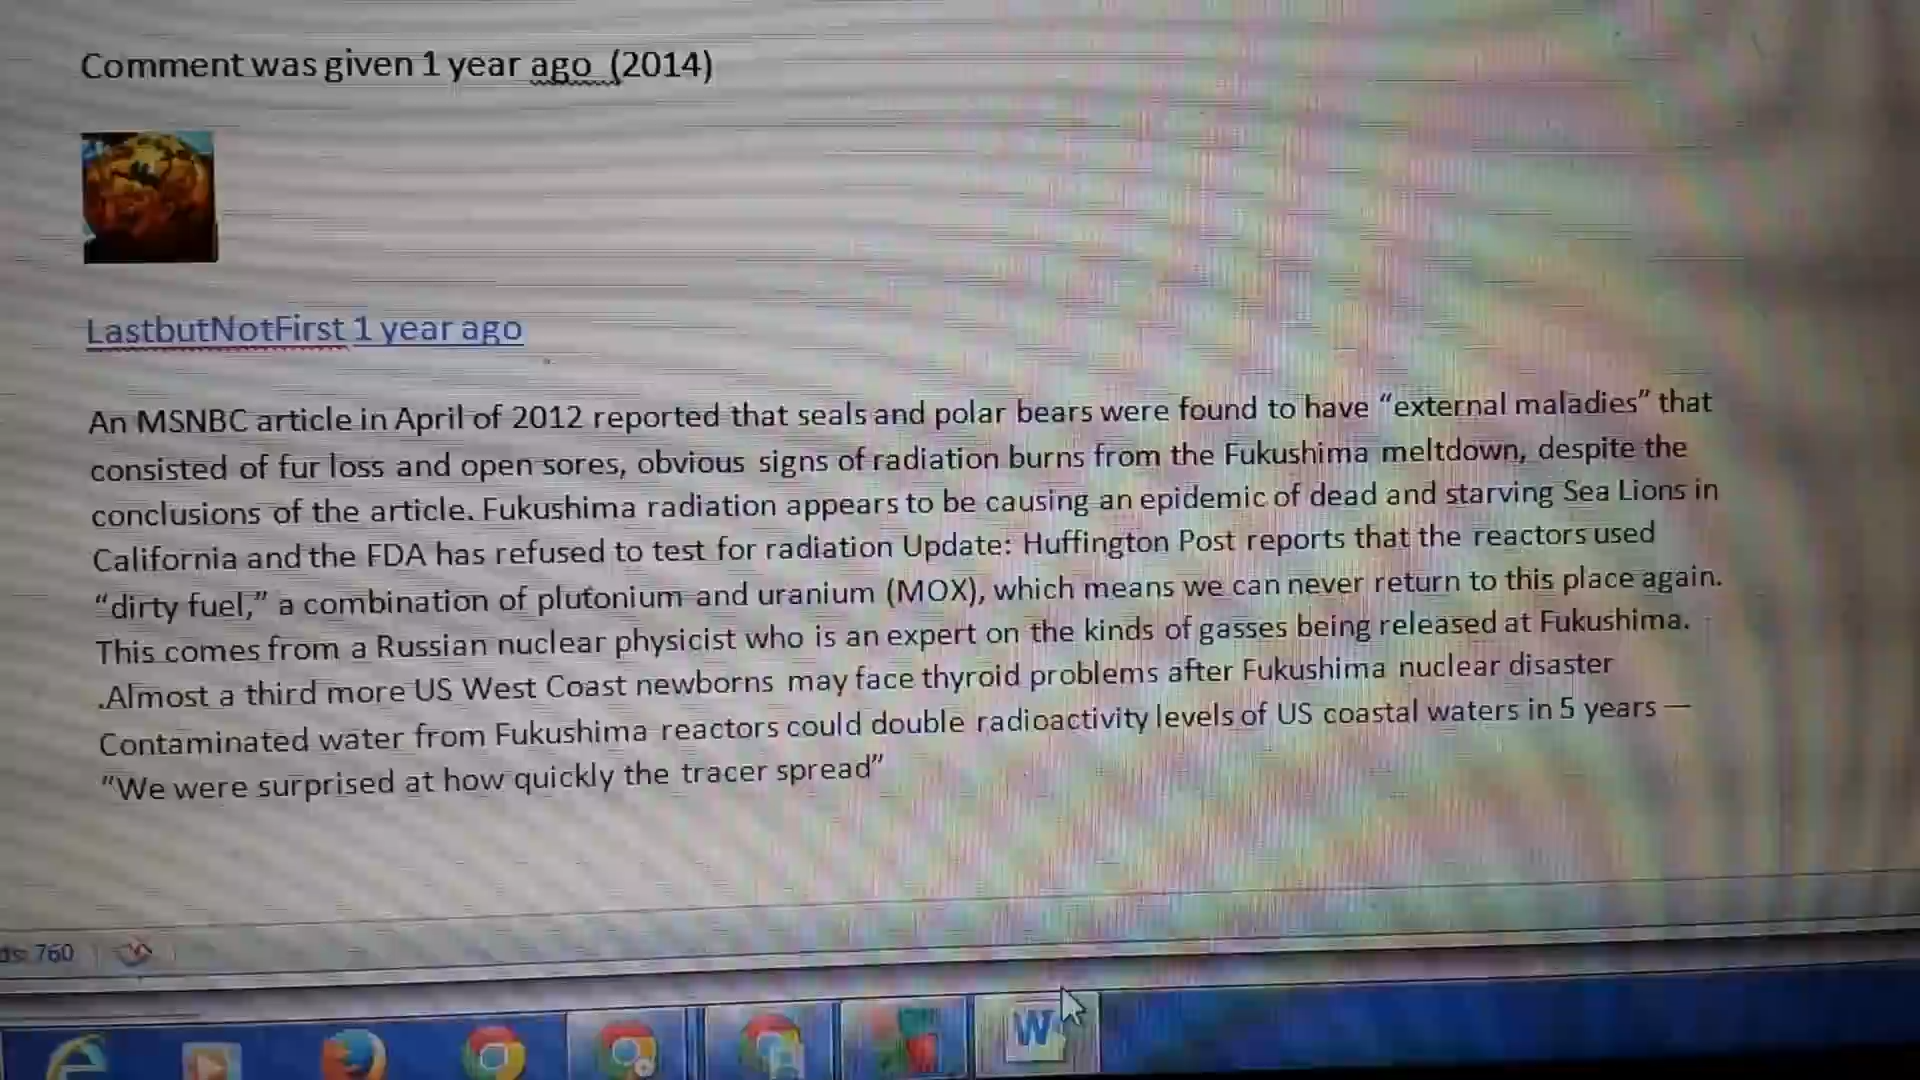 Comment was given 1 year ago (2014)
LastbutNotFirst 1 year ago
An MSNBC article in April of 2012 reported that seals and polar bears were found to have “external maladies” that
consisted of fur loss and open sores, obvious signs of radiation burns from the Fukushima meltdown, despite the
conclusions of the article. Fukushima radiation appears to be causing an epidemic of dead and starving Sea Lions in
California and the FDA has refused to test for radiation Update: Huffington Post reports that the reactors used
“dirty fuel,” a combination of plutonium and uranium (MOX), which means we can never return to this place again.
This comes from a Russian nuclear physicist who is an expert on the kinds of gasses being released at Fukushima.
.Almost a third more US West Coast newborns may face thyroid problems after Fukushima nuclear disaster
Contaminated water from Fukushima reactors could double radioactivity levels of US coastal waters in 5 years —
“We were surprised at how quickly the tracer spread”
ds: 760
W